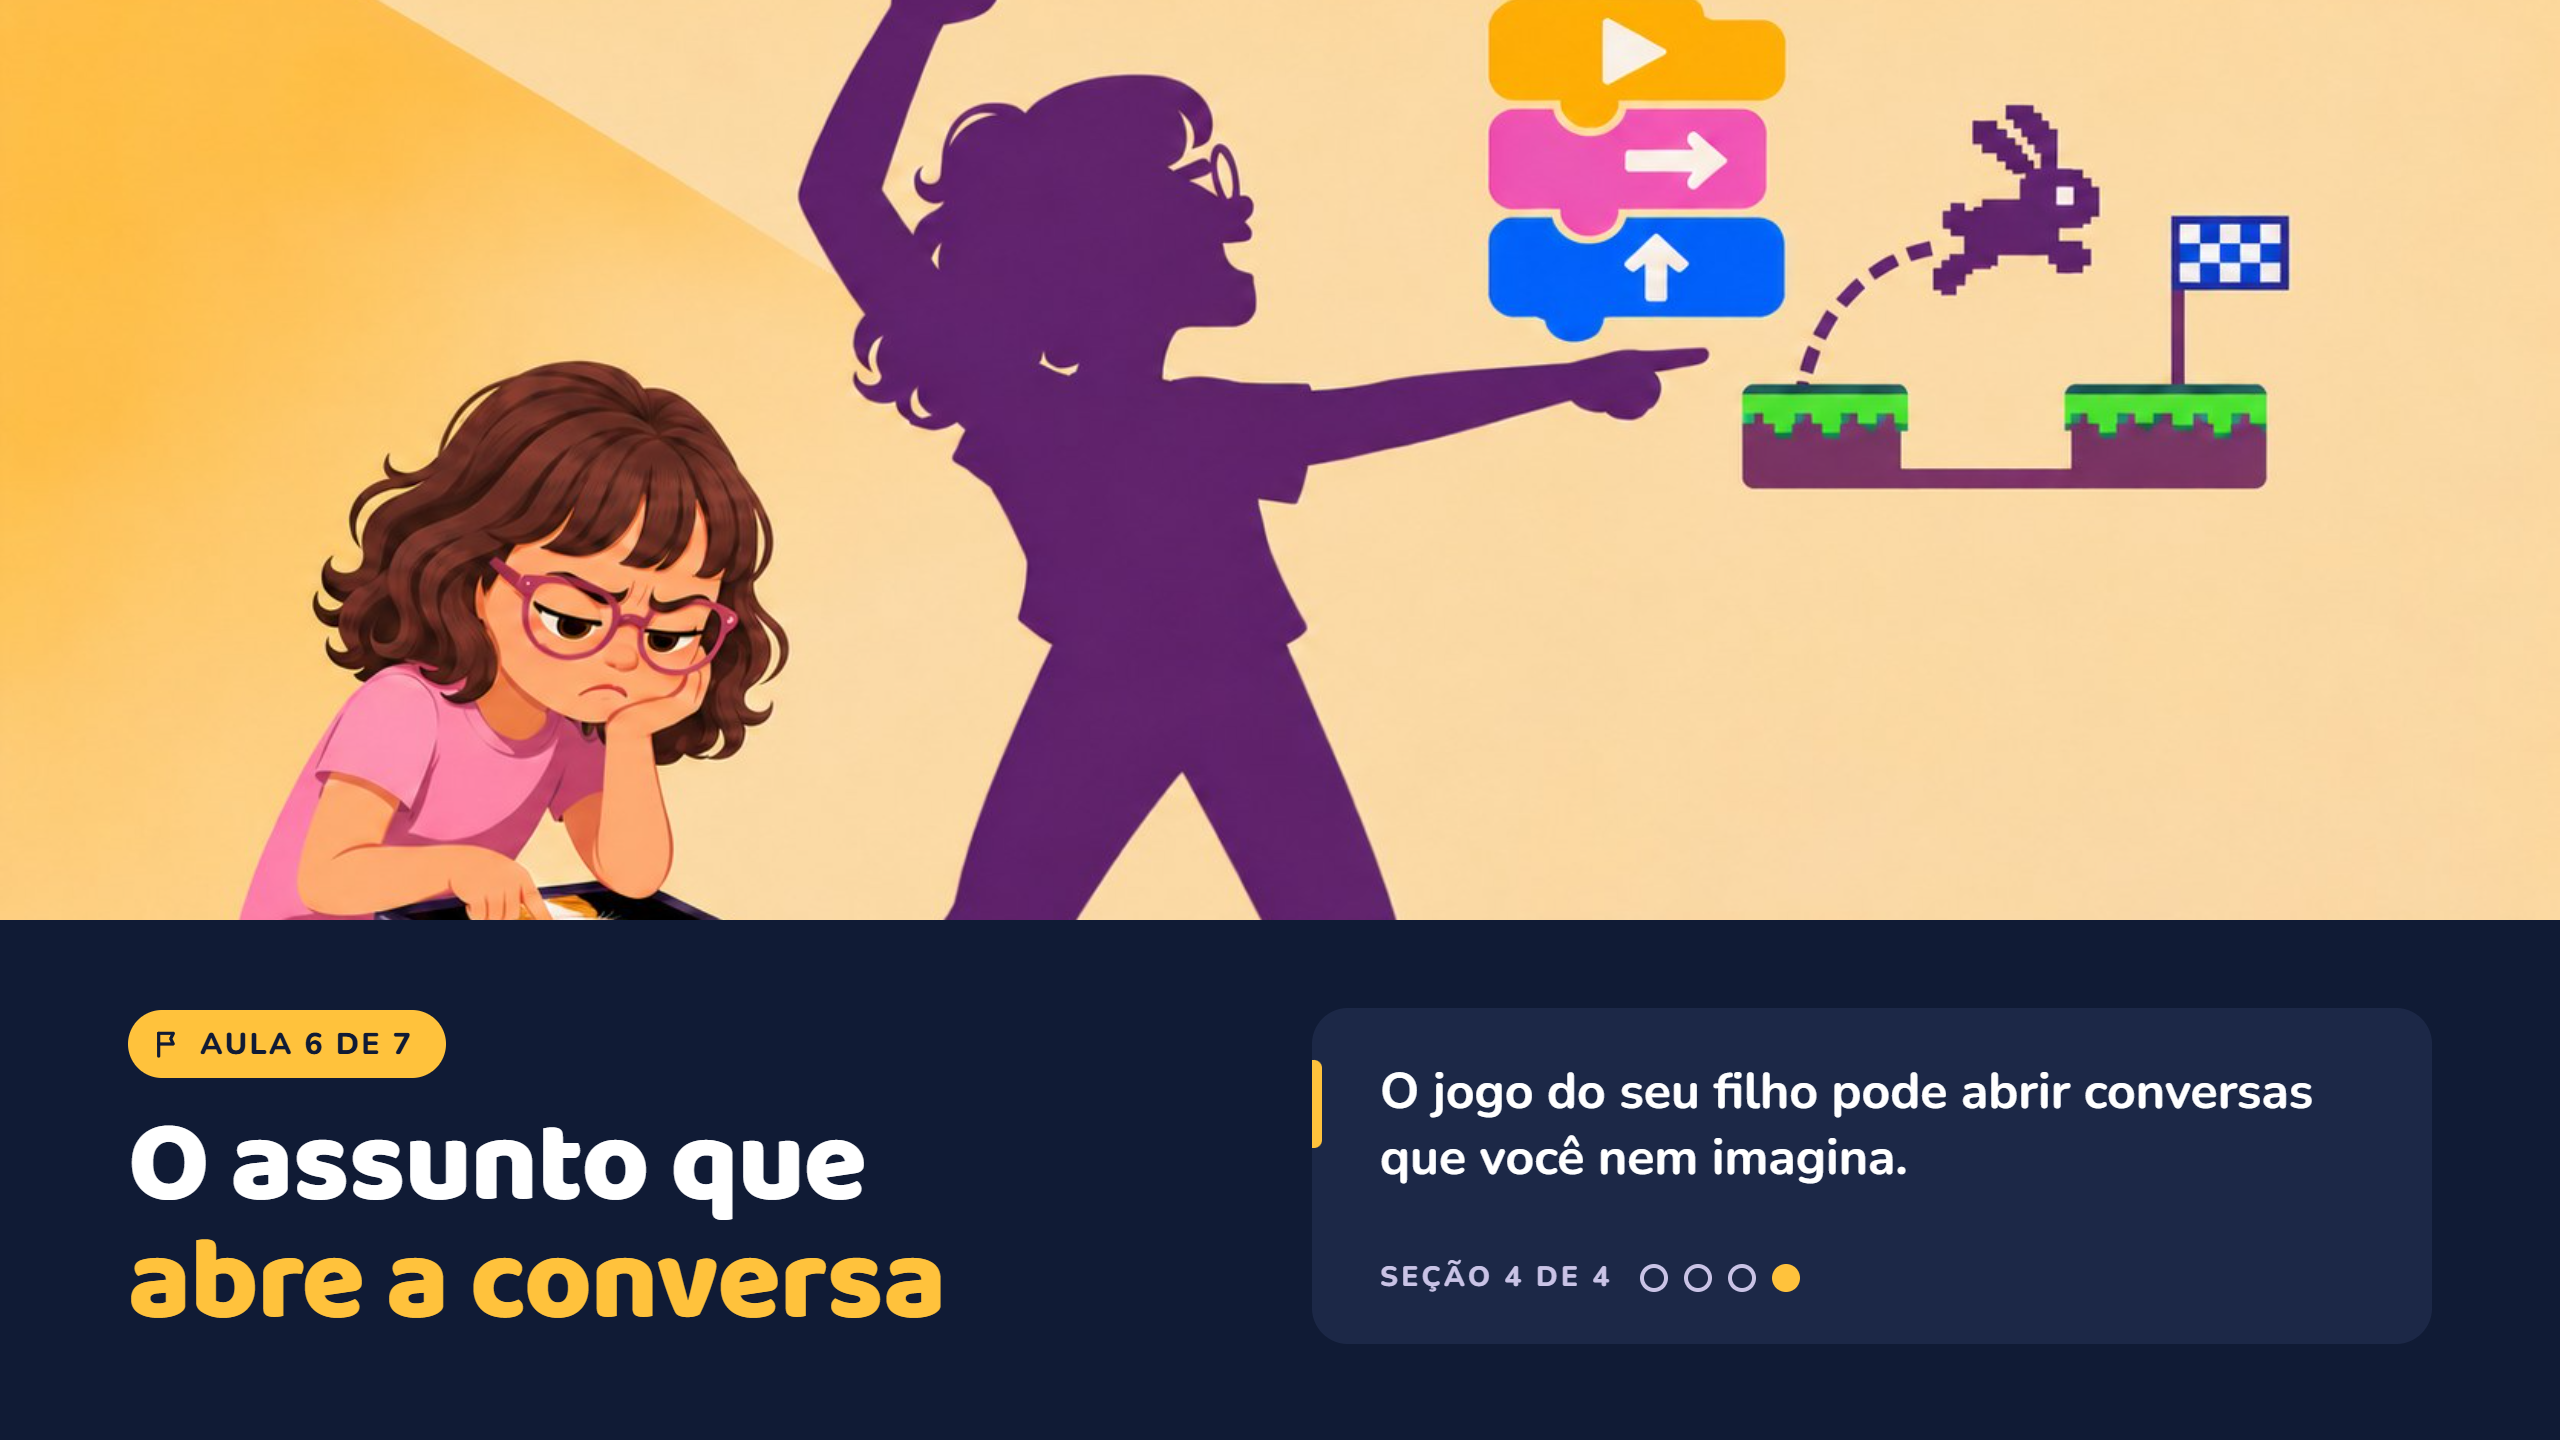 AULA 6 DE 7
O assunto que
abre a conversa
O jogo do seu filho pode abrir conversas
que você nem imagina.
SEÇÃO 4 DE 4